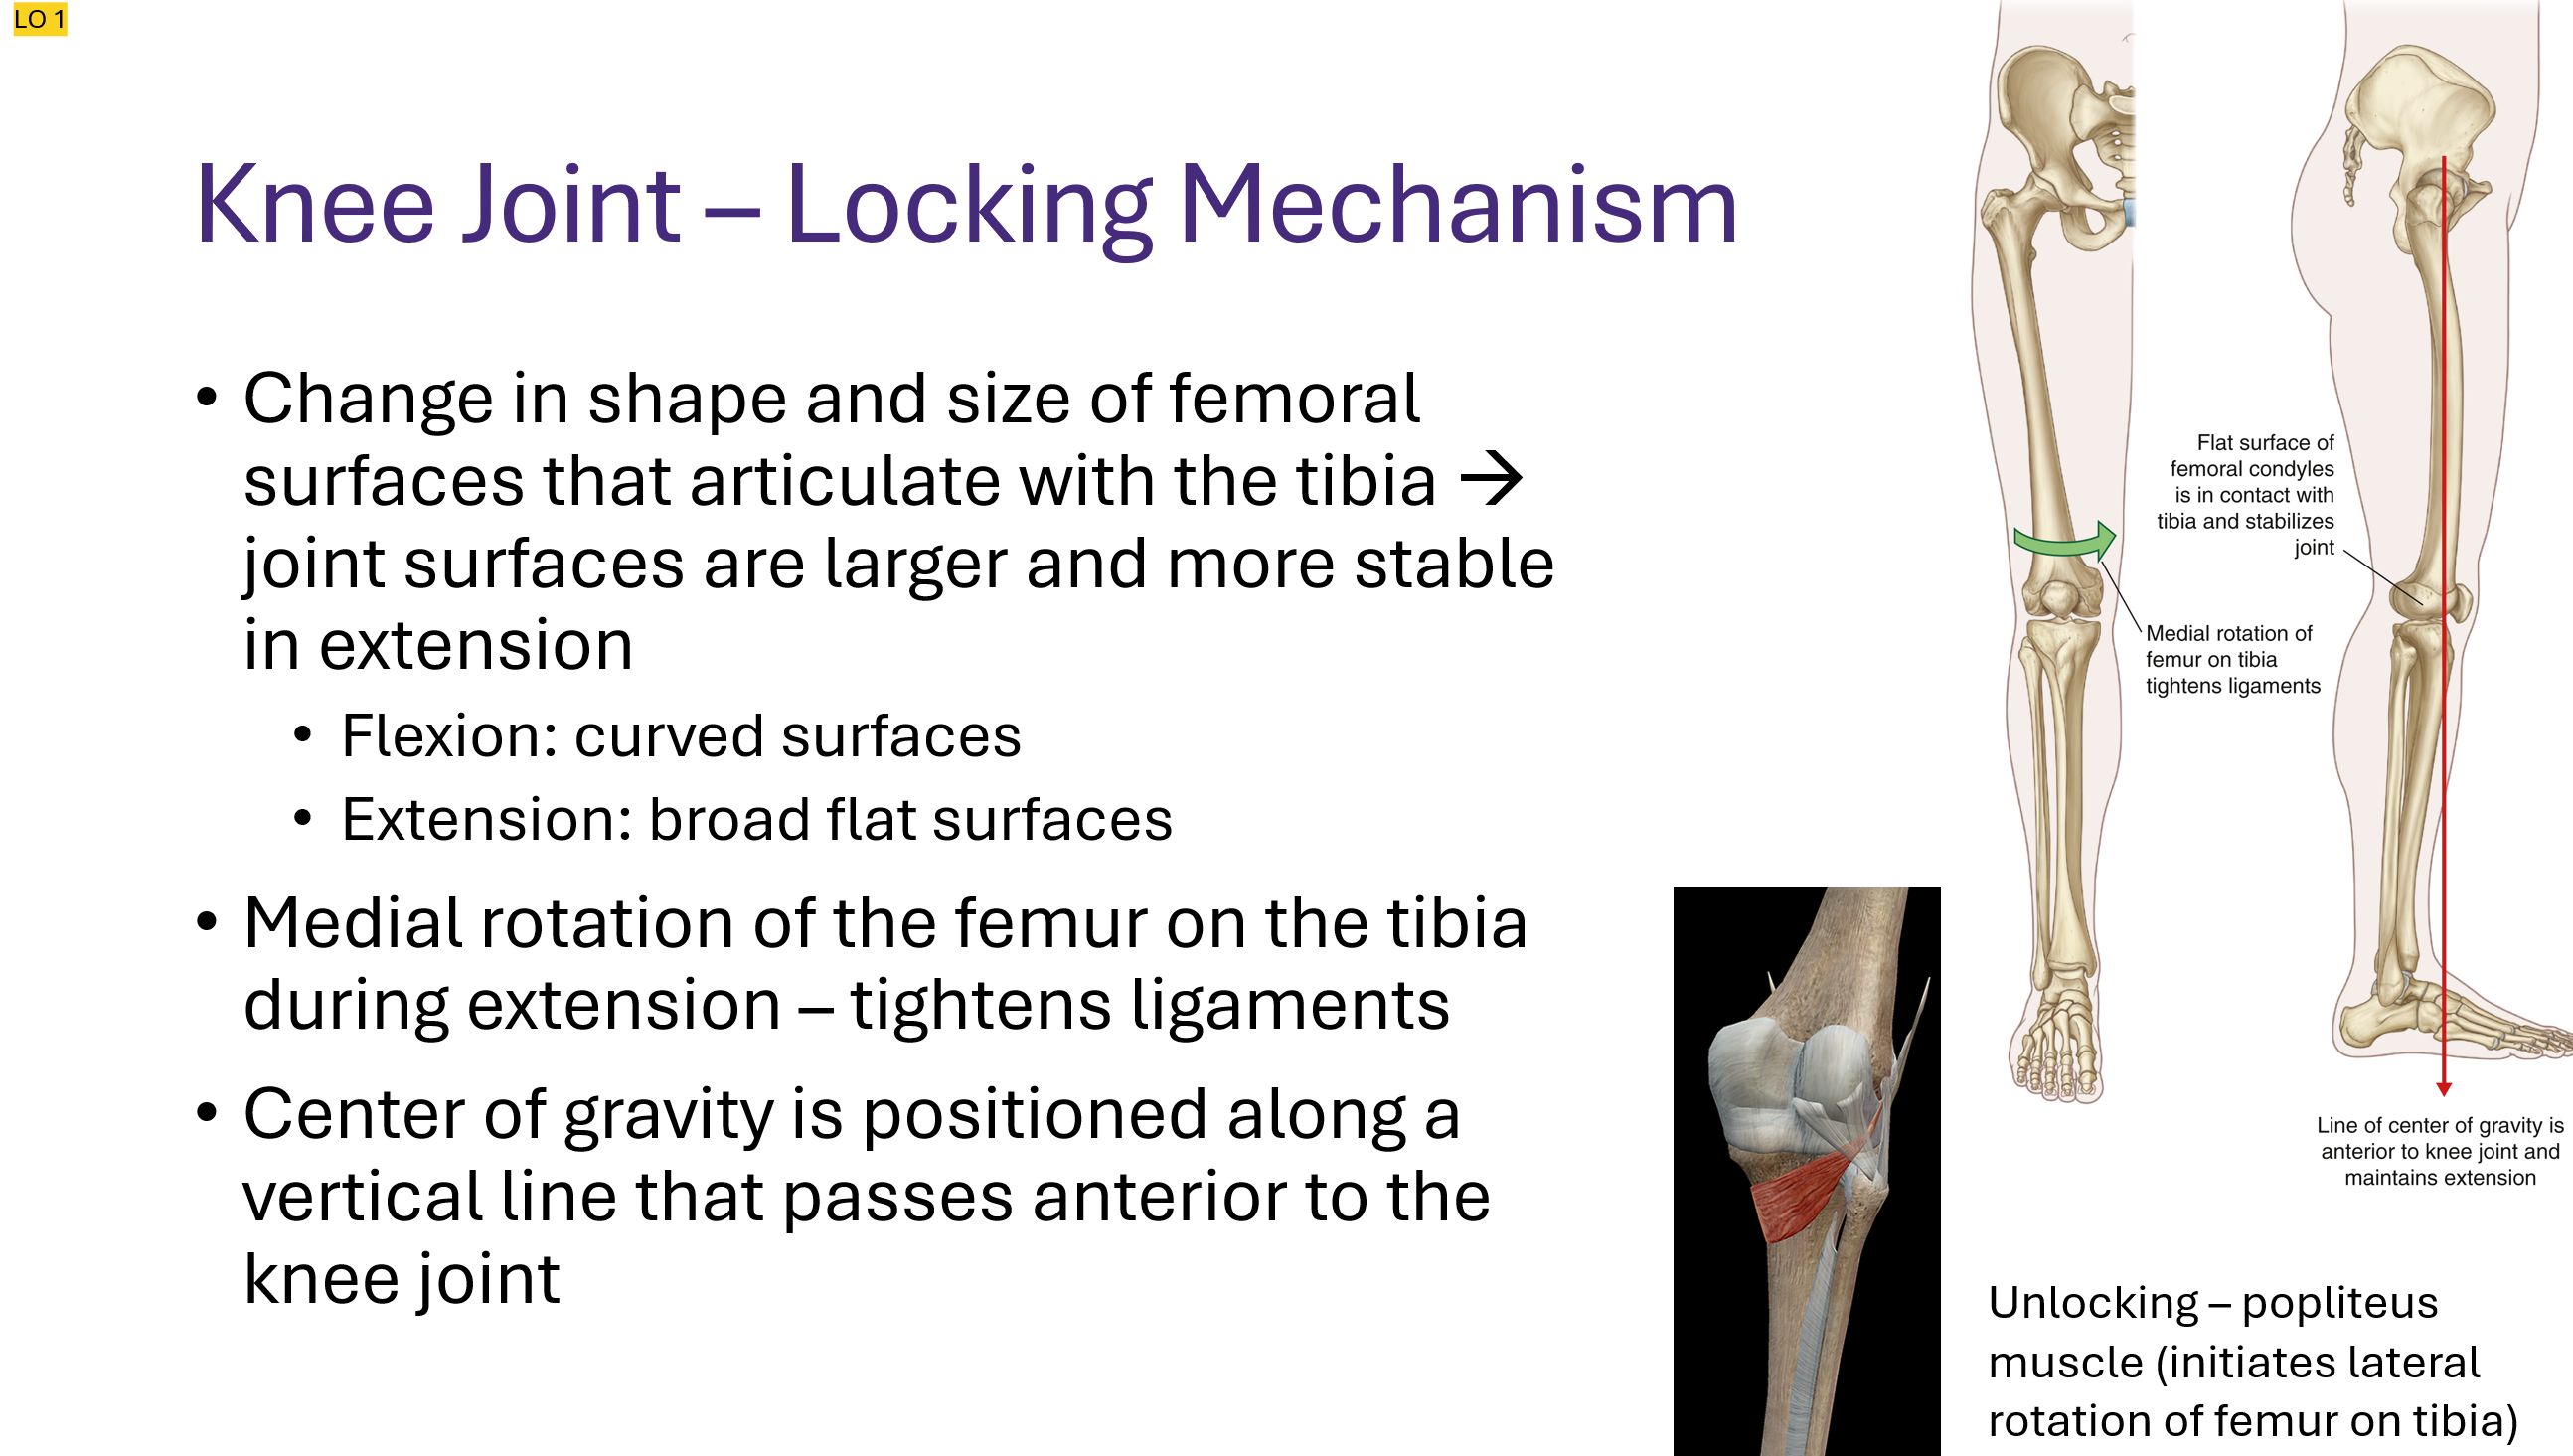 LO 1
Knee Joint – Locking Mechanism
• Change in shape and size of femoral
surfaces that articulate with the tibia →
joint surfaces are larger and more stable
in extension
• Flexion: curved surfaces
• Extension: broad flat surfaces
• Medial rotation of the femur on the tibia
during extension – tightens ligaments
• Center of gravity is positioned along a
vertical line that passes anterior to the
knee joint
Flat surface of
femoral condyles
is in contact with
tibia and stabilizes
joint
Medial rotation of
femur on tibia
tightens ligaments
Line of center of gravity is
anterior to knee joint and
maintains extension
Unlocking – popliteus
muscle (initiates lateral
rotation of femur on tibia)